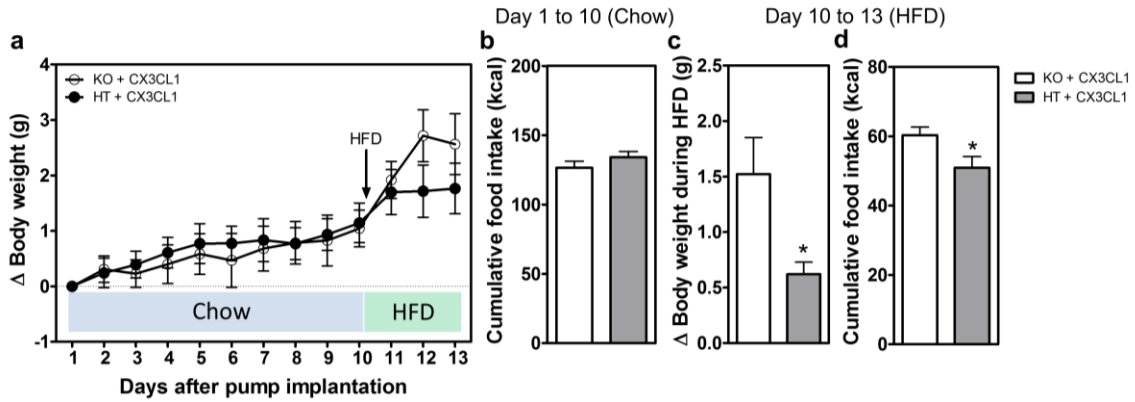 Day 1 to 10 (Chow)
Day 10 to 13 (HFD)
a
Δ Body weight (g)
4
3
2
1
0
-1
KO + CX3CL1
HT + CX3CL1
HFD
Chow
HFD
1 2 3 4 5 6 7 8 9 10 11 12 13
Days after pump implantation
b
Cumulative food intake (kcal)
200
150
100
50
0
c
Δ Body weight during HFD (g)
2.5
2.0
1.5
1.0
0.5
0.0
*
d
Cumulative food intake (kcal)
80
60
40
20
0
*
KO + CX3CL1
HT + CX3CL1